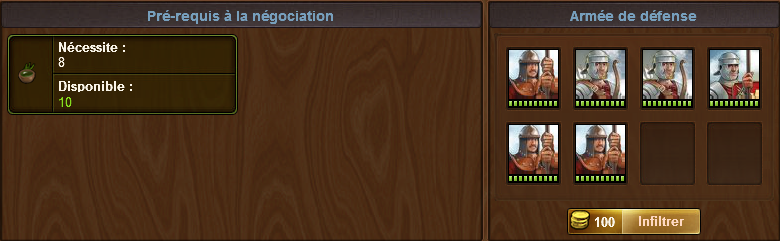 Pré-requis à la négociation
Nécessite :
8
Disponible :
10
Armée de défense
100 Infiltrer